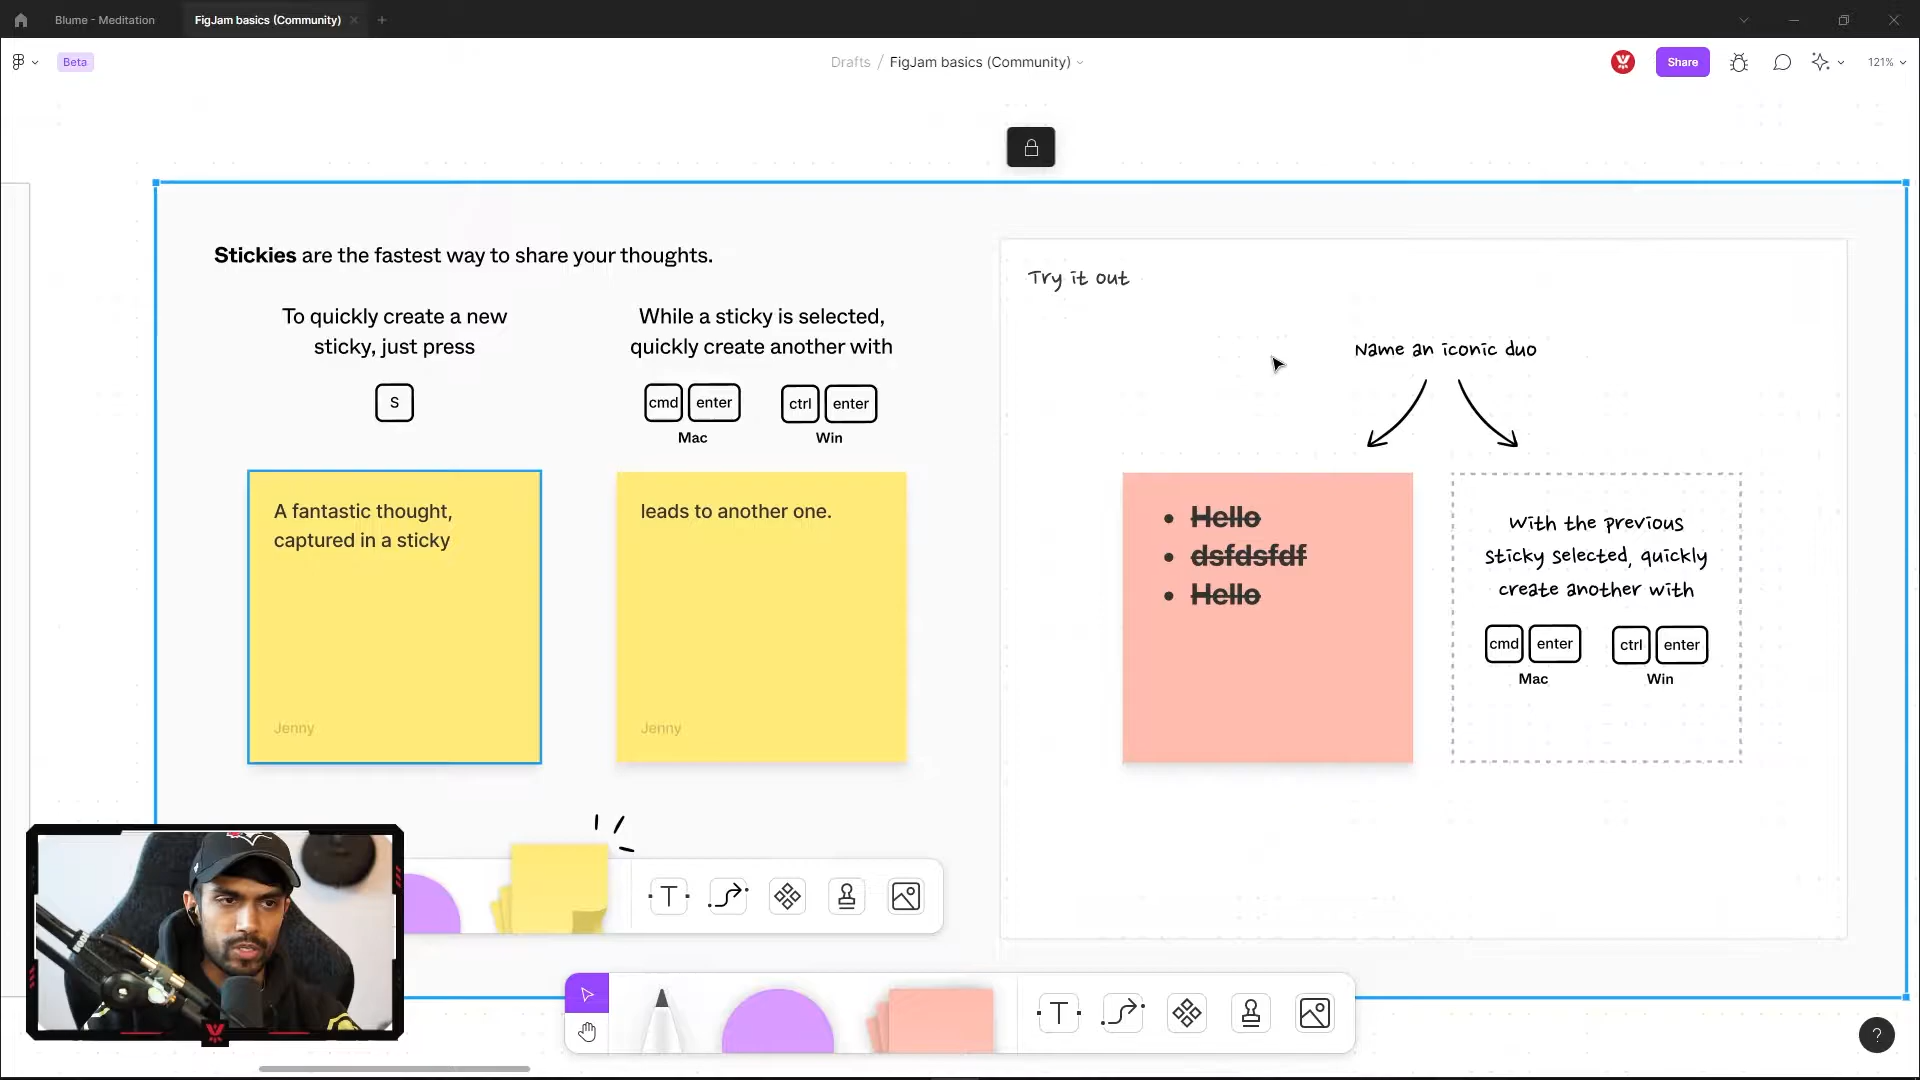 Blume - Meditation
FigJam basics (Community)
Beta
Drafts / FigJam basics (Community)
Share
121%
Stickies are the fastest way to share your thoughts.
To quickly create a new
sticky, just press
S
While a sticky is selected,
quickly create another with
cmd enter
Mac
ctrl enter
Win
A fantastic thought,
captured in a sticky
Jenny
leads to another one.
Jenny
Try it out
Name an iconic duo
Hello
dsfdsfdf
Hello
With the previous
sticky selected, quickly
create another with
cmd enter
Mac
ctrl enter
Win
T
T
?